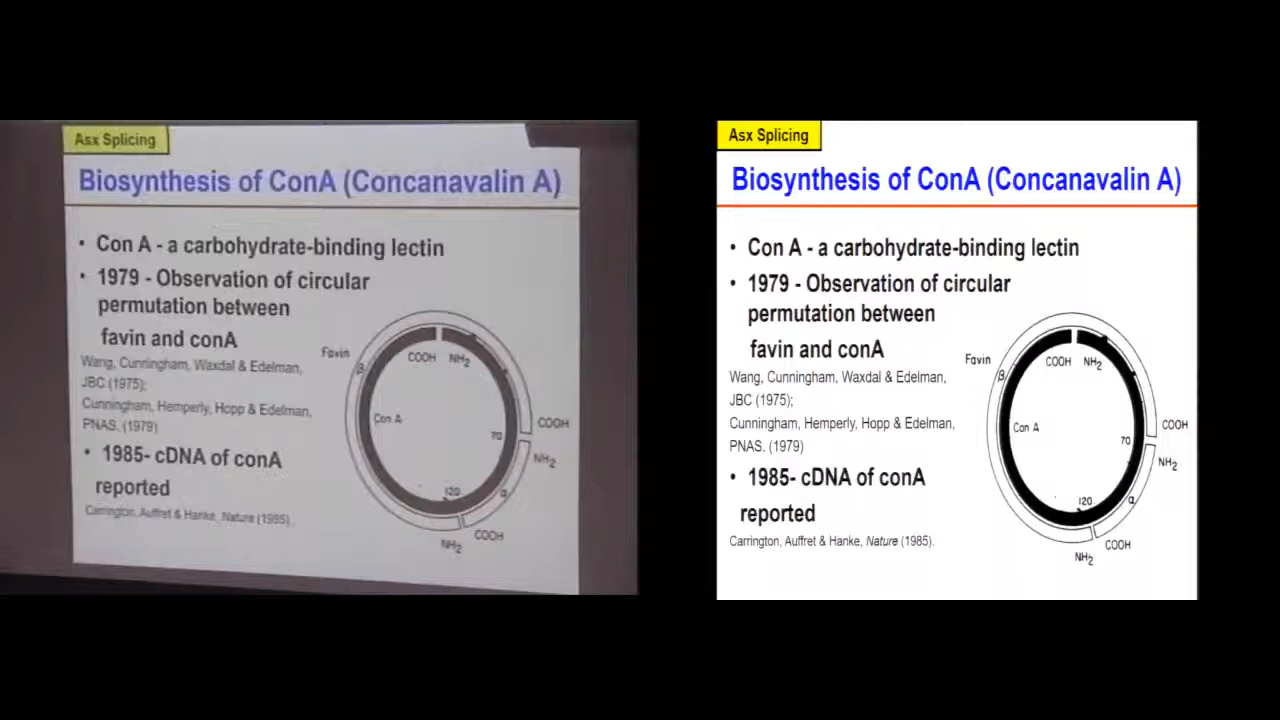 Asx Splicing
Biosynthesis of ConA (Concanavalin A)
• Con A - a carbohydrate-binding lectin
• 1979 - Observation of circular
permutation between
favin and conA
Wang, Cunningham, Waxdal & Edelman,
JBC (1975);
Cunningham, Hemperly, Hopp & Edelman,
PNAS, (1979)
• 1985- cDNA of conA
reported
Carrington, Auffret & Hanke, Nature (1985).
Favin
β
COOH NH2
Con A
COOH
70
NH2
120
α
COOH
NH2
Asx Splicing
Biosynthesis of ConA (Concanavalin A)
• Con A - a carbohydrate-binding lectin
• 1979 - Observation of circular
permutation between
favin and conA
Wang, Cunningham, Waxdal & Edelman,
JBC (1975);
Cunningham, Hemperly, Hopp & Edelman,
PNAS. (1979)
• 1985- cDNA of conA
reported
Carrington, Auffret & Hanke, Nature (1985).
Favin
β
COOH NH2
Con A
COOH
70
NH2
120
α
COOH
NH2